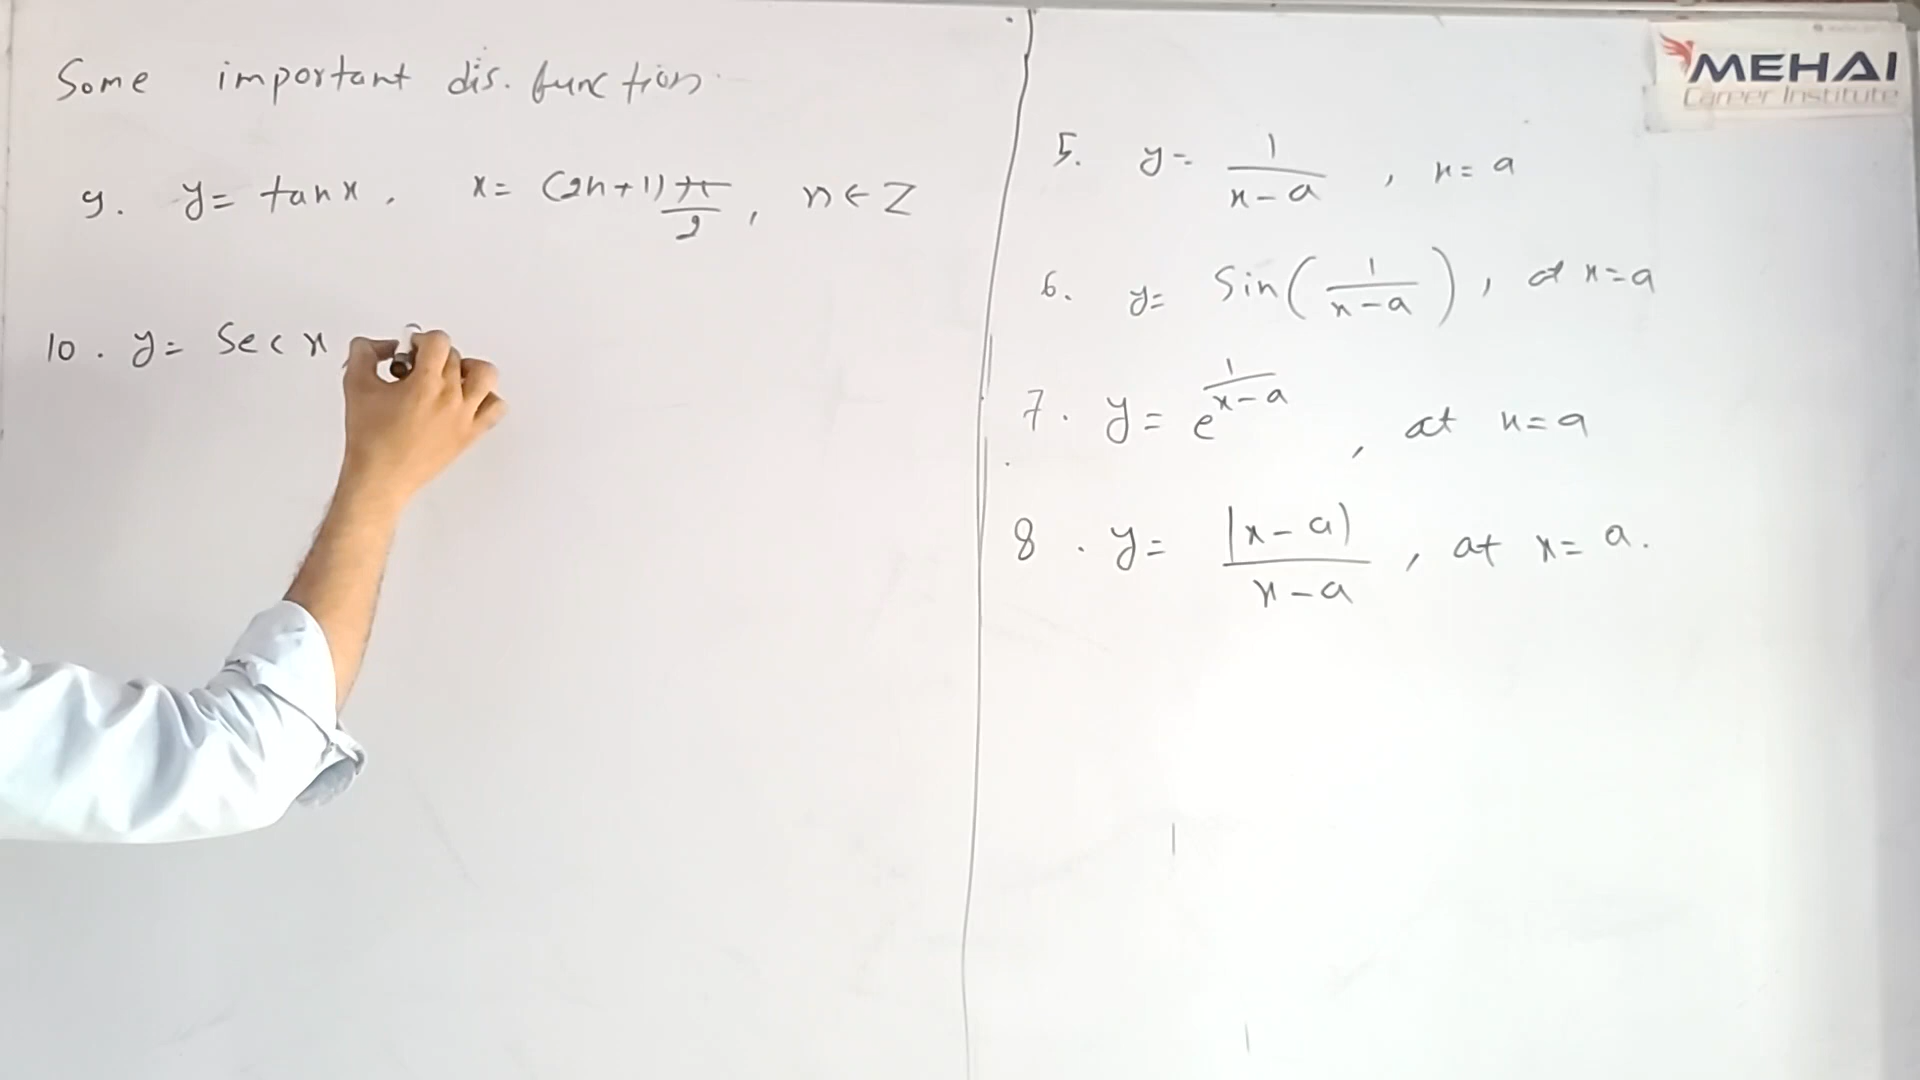 Some important dis. function
9. y = tan x, x = (2n+1) π/2, n ∈ Z
10. y = Sec x
MEHAI
Career Institute
5. y = 1/(x-a), x = a
6. y = Sin(1/(x-a)), at x = a
7. y = e^(1/(x-a)), at x = a
8. y = |x-a|/(x-a), at x = a.